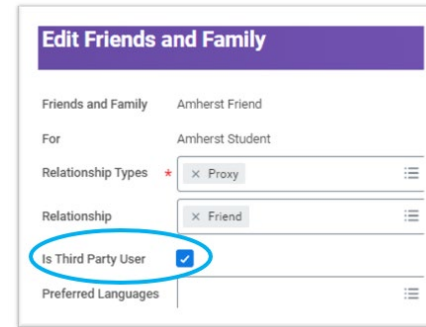 Edit Friends and Family
Friends and Family Amherst Friend
For Amherst Student
Relationship Types * × Proxy
Relationship × Friend
Is Third Party User
Preferred Languages